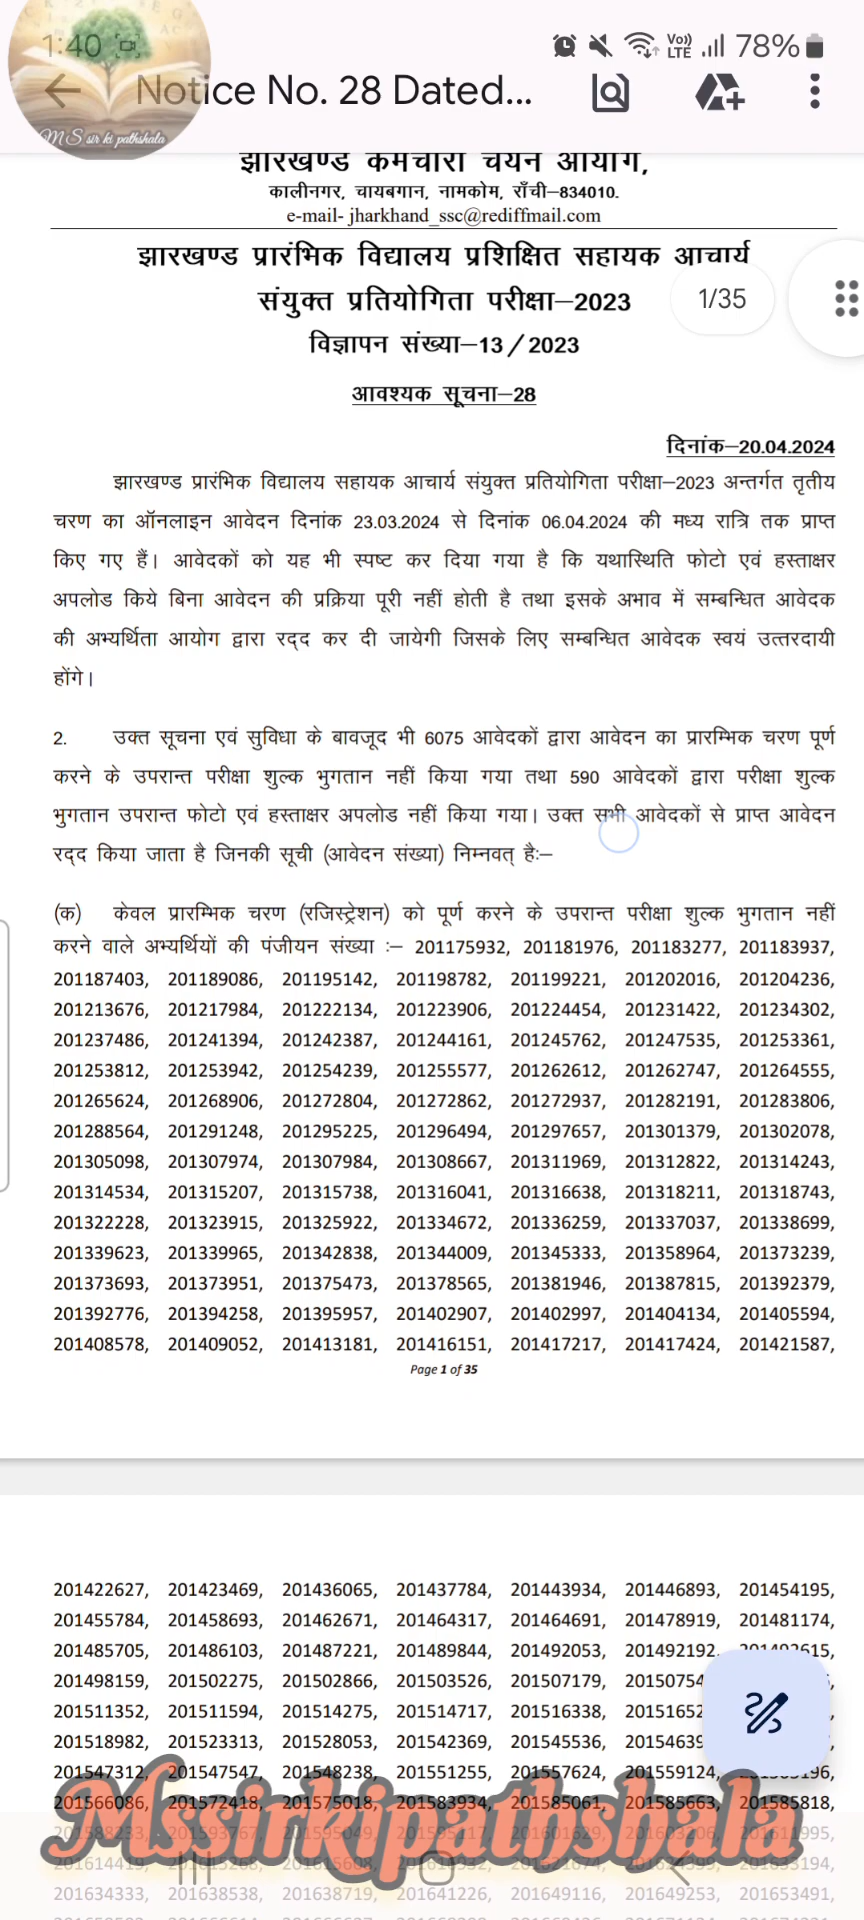 1:40
Vo)) LTE 78%
Notice No. 28 Dated...
M S sir ki pathshala
झारखण्ड कर्मचारी चयन आयोग,
कालीनगर, चायबगान, नामकोम, राँची–834010.
e-mail- jharkhand_ssc@rediffmail.com
झारखण्ड प्रारंभिक विद्यालय प्रशिक्षित सहायक आचार्य
संयुक्त प्रतियोगिता परीक्षा–2023
1/35
विज्ञापन संख्या–13/2023
आवश्यक सूचना–28
दिनांक–20.04.2024
झारखण्ड प्रारंभिक विद्यालय सहायक आचार्य संयुक्त प्रतियोगिता परीक्षा–2023 अन्तर्गत तृतीय
चरण का ऑनलाइन आवेदन दिनांक 23.03.2024 से दिनांक 06.04.2024 की मध्य रात्रि तक प्राप्त
किए गए हैं। आवेदकों को यह भी स्पष्ट कर दिया गया है कि यथास्थिति फोटो एवं हस्ताक्षर
अपलोड किये बिना आवेदन की प्रक्रिया पूरी नहीं होती है तथा इसके अभाव में सम्बन्धित आवेदक
की अभ्यर्थिता आयोग द्वारा रद्द कर दी जायेगी जिसके लिए सम्बन्धित आवेदक स्वयं उत्तरदायी
होंगे।
2. उक्त सूचना एवं सुविधा के बावजूद भी 6075 आवेदकों द्वारा आवेदन का प्रारम्भिक चरण पूर्ण
करने के उपरान्त परीक्षा शुल्क भुगतान नहीं किया गया तथा 590 आवेदकों द्वारा परीक्षा शुल्क
भुगतान उपरान्त फोटो एवं हस्ताक्षर अपलोड नहीं किया गया। उक्त सभी आवेदकों से प्राप्त आवेदन
रद्द किया जाता है जिनकी सूची (आवेदन संख्या) निम्नवत् है:–
(क) केवल प्रारम्भिक चरण (रजिस्ट्रेशन) को पूर्ण करने के उपरान्त परीक्षा शुल्क भुगतान नहीं
करने वाले अभ्यर्थियों की पंजीयन संख्या :– 201175932, 201181976, 201183277, 201183937,
201187403, 201189086, 201195142, 201198782, 201199221, 201202016, 201204236,
201213676, 201217984, 201222134, 201223906, 201224454, 201231422, 201234302,
201237486, 201241394, 201242387, 201244161, 201245762, 201247535, 201253361,
201253812, 201253942, 201254239, 201255577, 201262612, 201262747, 201264555,
201265624, 201268906, 201272804, 201272862, 201272937, 201282191, 201283806,
201288564, 201291248, 201295225, 201296494, 201297657, 201301379, 201302078,
201305098, 201307974, 201307984, 201308667, 201311969, 201312822, 201314243,
201314534, 201315207, 201315738, 201316041, 201316638, 201318211, 201318743,
201322228, 201323915, 201325922, 201334672, 201336259, 201337037, 201338699,
201339623, 201339965, 201342838, 201344009, 201345333, 201358964, 201373239,
201373693, 201373951, 201375473, 201378565, 201381946, 201387815, 201392379,
201392776, 201394258, 201395957, 201402907, 201402997, 201404134, 201405594,
201408578, 201409052, 201413181, 201416151, 201417217, 201417424, 201421587,
Page 1 of 35
201422627, 201423469, 201436065, 201437784, 201443934, 201446893, 201454195,
201455784, 201458693, 201462671, 201464317, 201464691, 201478919, 201481174,
201485705, 201486103, 201487221, 201489844, 201492053, 201492192,
201498159, 201502275, 201502866, 201503526, 201507179,
201511352, 201511594, 201514275, 201514717, 201516338,
201518982, 201523313, 201528053, 201542369, 201545536,
201547312, 201547547, 201548238, 201551255, 201557624, 201559124,
201566086, 201572418, 201575018, 201583934, 201585061, 201585663, 201585818,
Mssirkipathshala
201634333, 201638538, 201638719, 201641226, 201649116, 201649253, 201653491,